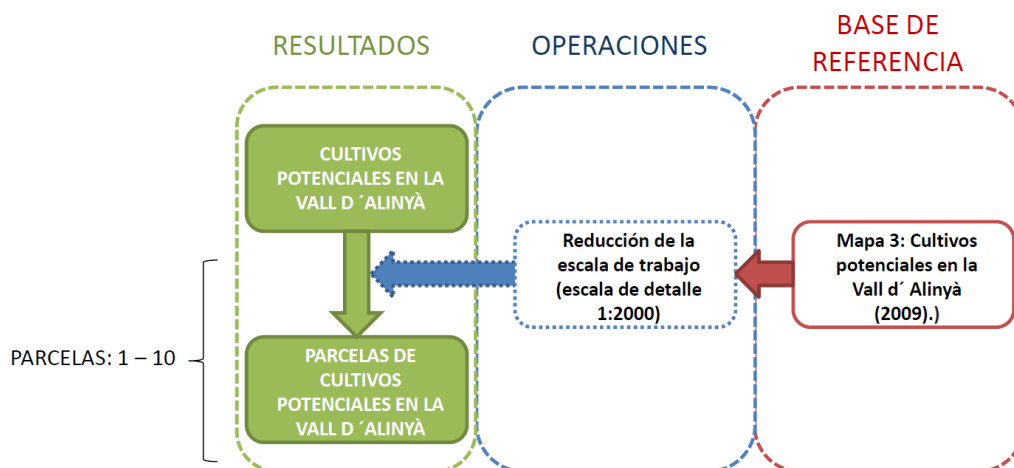 RESULTADOS
OPERACIONES
BASE DE
REFERENCIA
CULTIVOS
POTENCIALES EN LA
VALL D ´ALINYÀ
Reducción de la
escala de trabajo
(escala de detalle
1:2000)
Mapa 3: Cultivos
potenciales en la
Vall d´ Alinyà
(2009).)
PARCELAS: 1 – 10
PARCELAS DE
CULTIVOS
POTENCIALES EN LA
VALL D ´ALINYÀ